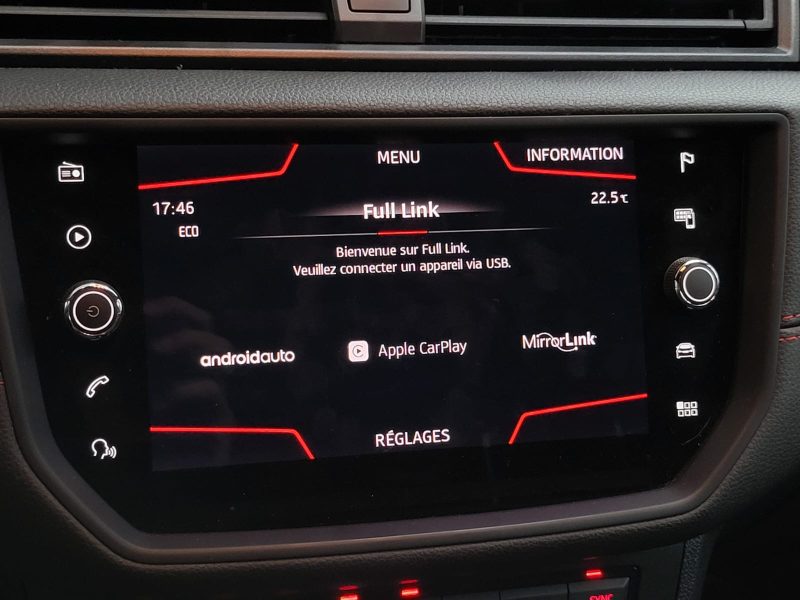 MENU
INFORMATION
17:46
22.5℃
ECO
Full Link
Bienvenue sur Full Link.
Veuillez connecter un appareil via USB.
androidauto
Apple CarPlay
MirrorLink
RÉGLAGES
SYNC